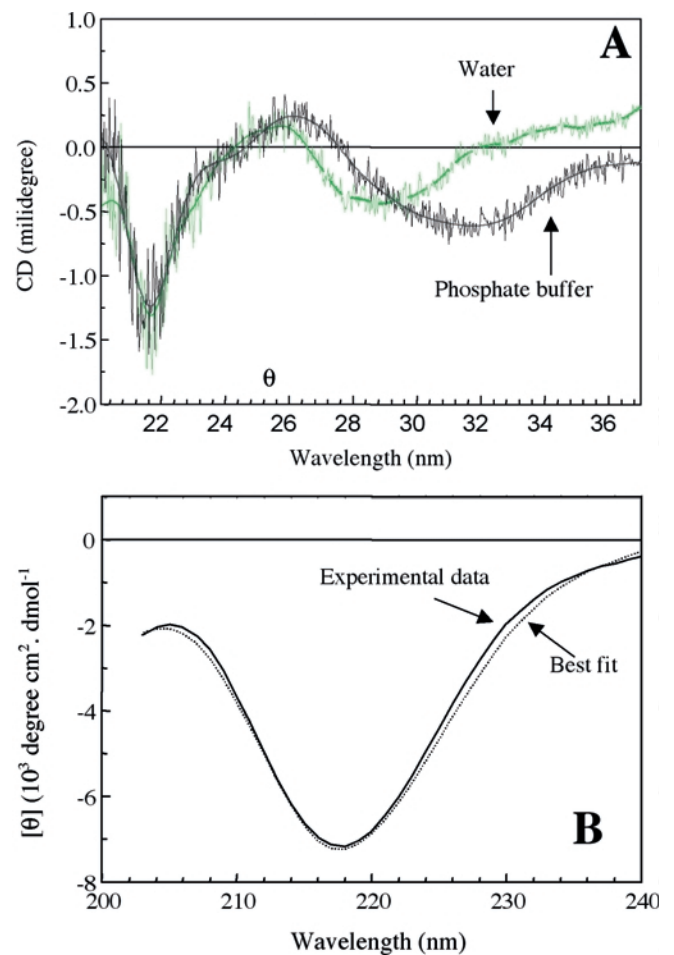 1.0
A
Water
0.5
0.0
-0.5
CD (milidegree)
-1.0
Phosphate buffer
-1.5
θ
-2.0
22 24 26 28 30 32 34 36
Wavelength (nm)
0
Experimental data
-2
Best fit
-4
[θ] (10³ degree cm². dmol⁻¹
-6
B
-8
200 210 220 230 240
Wavelength (nm)